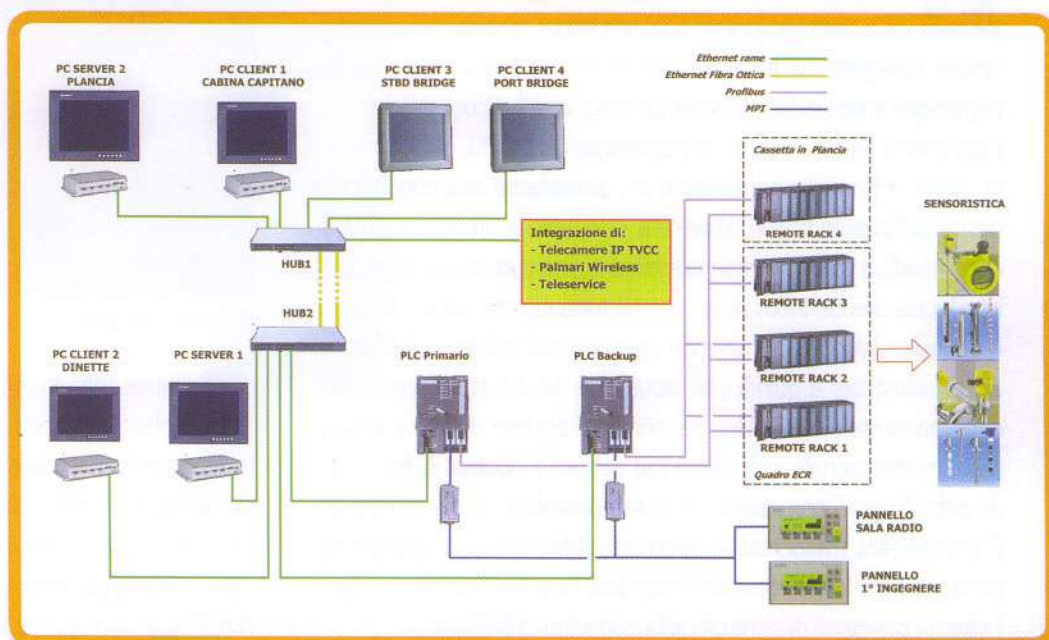 PC SERVER 2
PLANCIA
PC CLIENT 1
CABINA CAPITANO
PC CLIENT 3
STBD BRIDGE
PC CLIENT 4
PORT BRIDGE
Ethernet rame
Ethernet Fibra Ottica
Profibus
MPI
Cassetta in Plancia
REMOTE RACK 4
SENSORISTICA
HUB1
Integrazione di:
- Telecamere IP TVCC
- Palmari Wireless
- Teleservice
REMOTE RACK 3
HUB2
PC CLIENT 2
DINETTE
PC SERVER 1
PLC Primario
PLC Backup
REMOTE RACK 2
REMOTE RACK 1
Quadro ECR
PANNELLO
SALA RADIO
PANNELLO
1° INGEGNERE